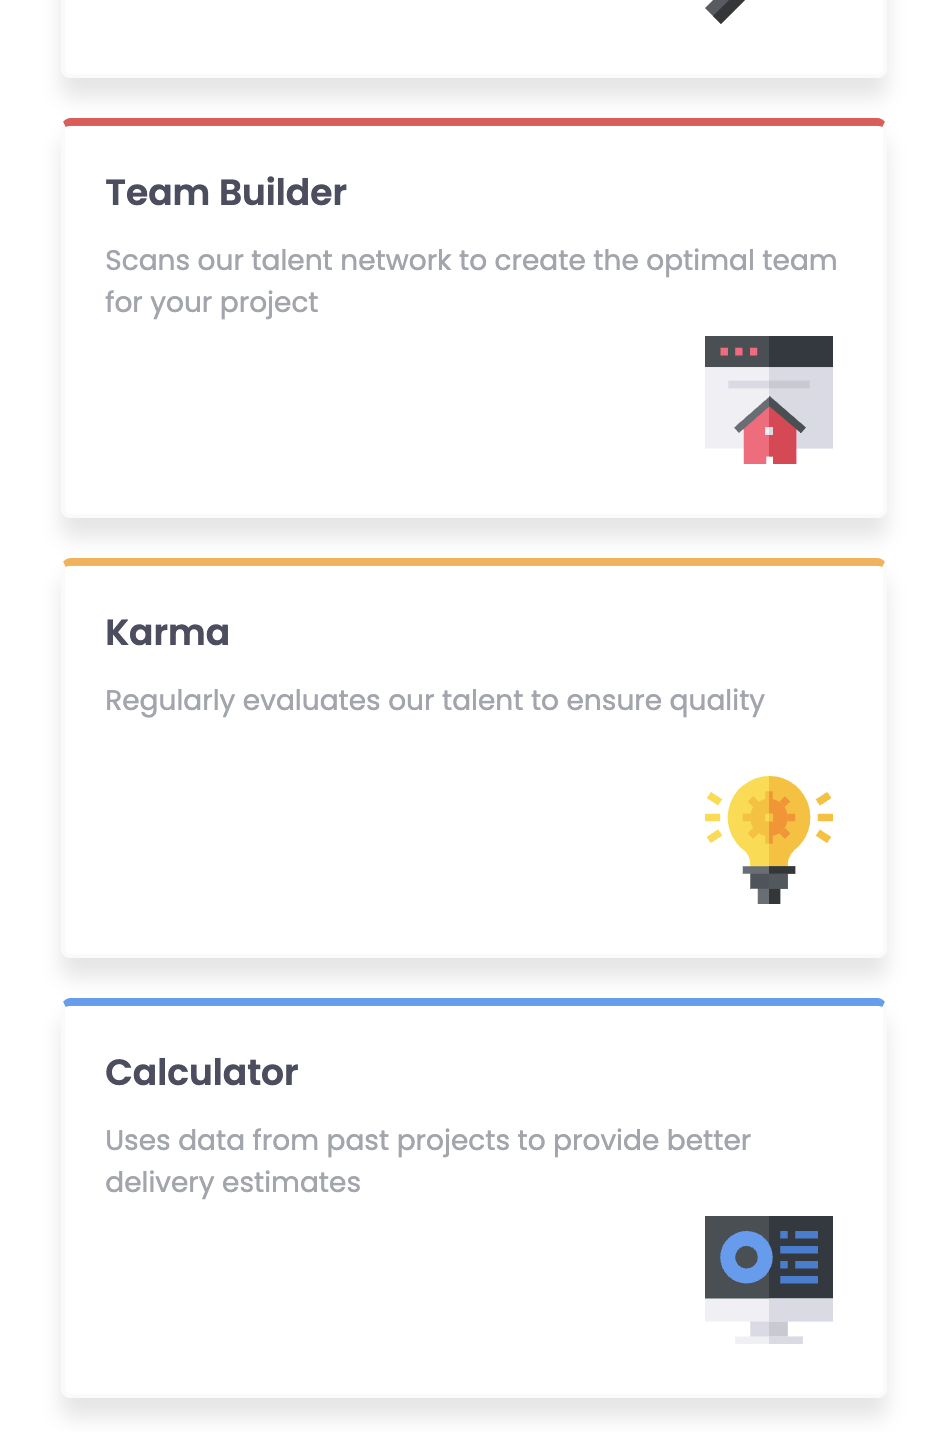 Team Builder
Scans our talent network to create the optimal team
for your project
Karma
Regularly evaluates our talent to ensure quality
Calculator
Uses data from past projects to provide better
delivery estimates